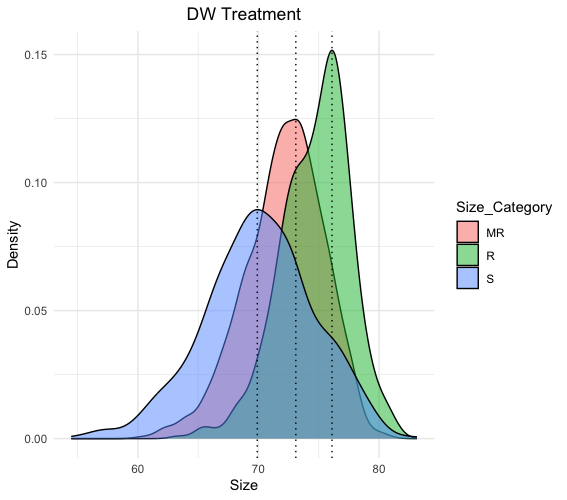 DW Treatment
0.15
0.10
0.05
0.00
Density
60
70
80
Size
Size_Category
MR
R
S